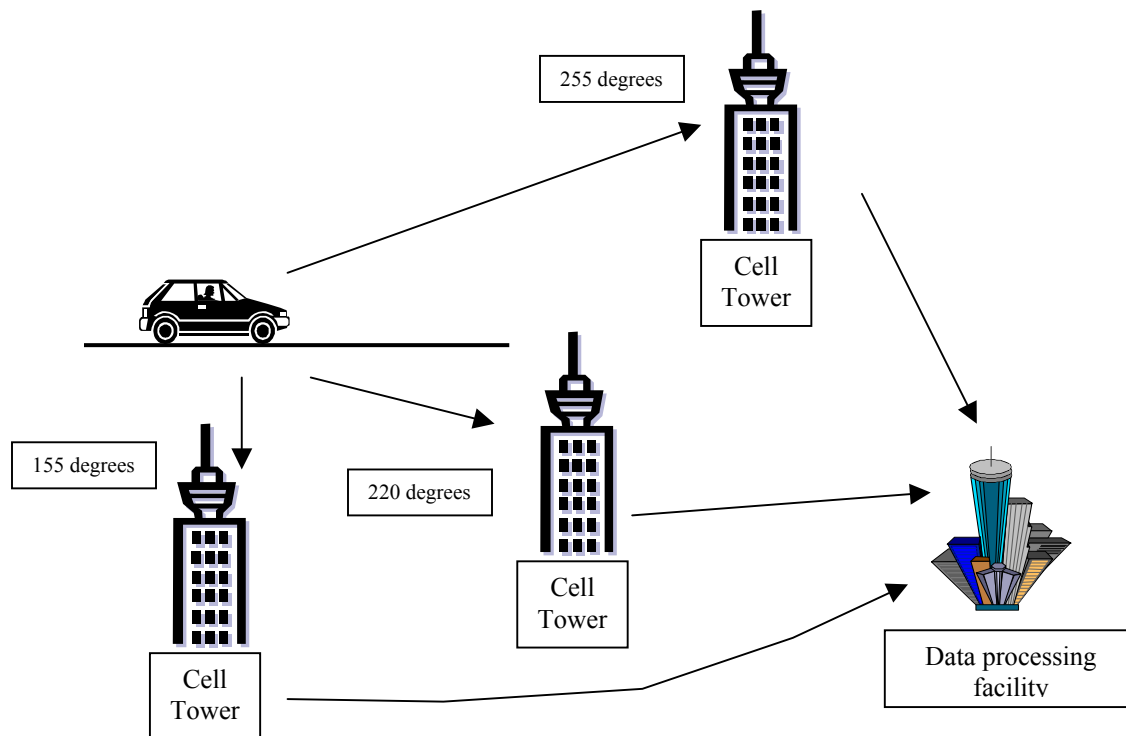 255 degrees
Cell
Tower
155 degrees
220 degrees
Cell
Tower
Cell
Tower
Data processing
facility